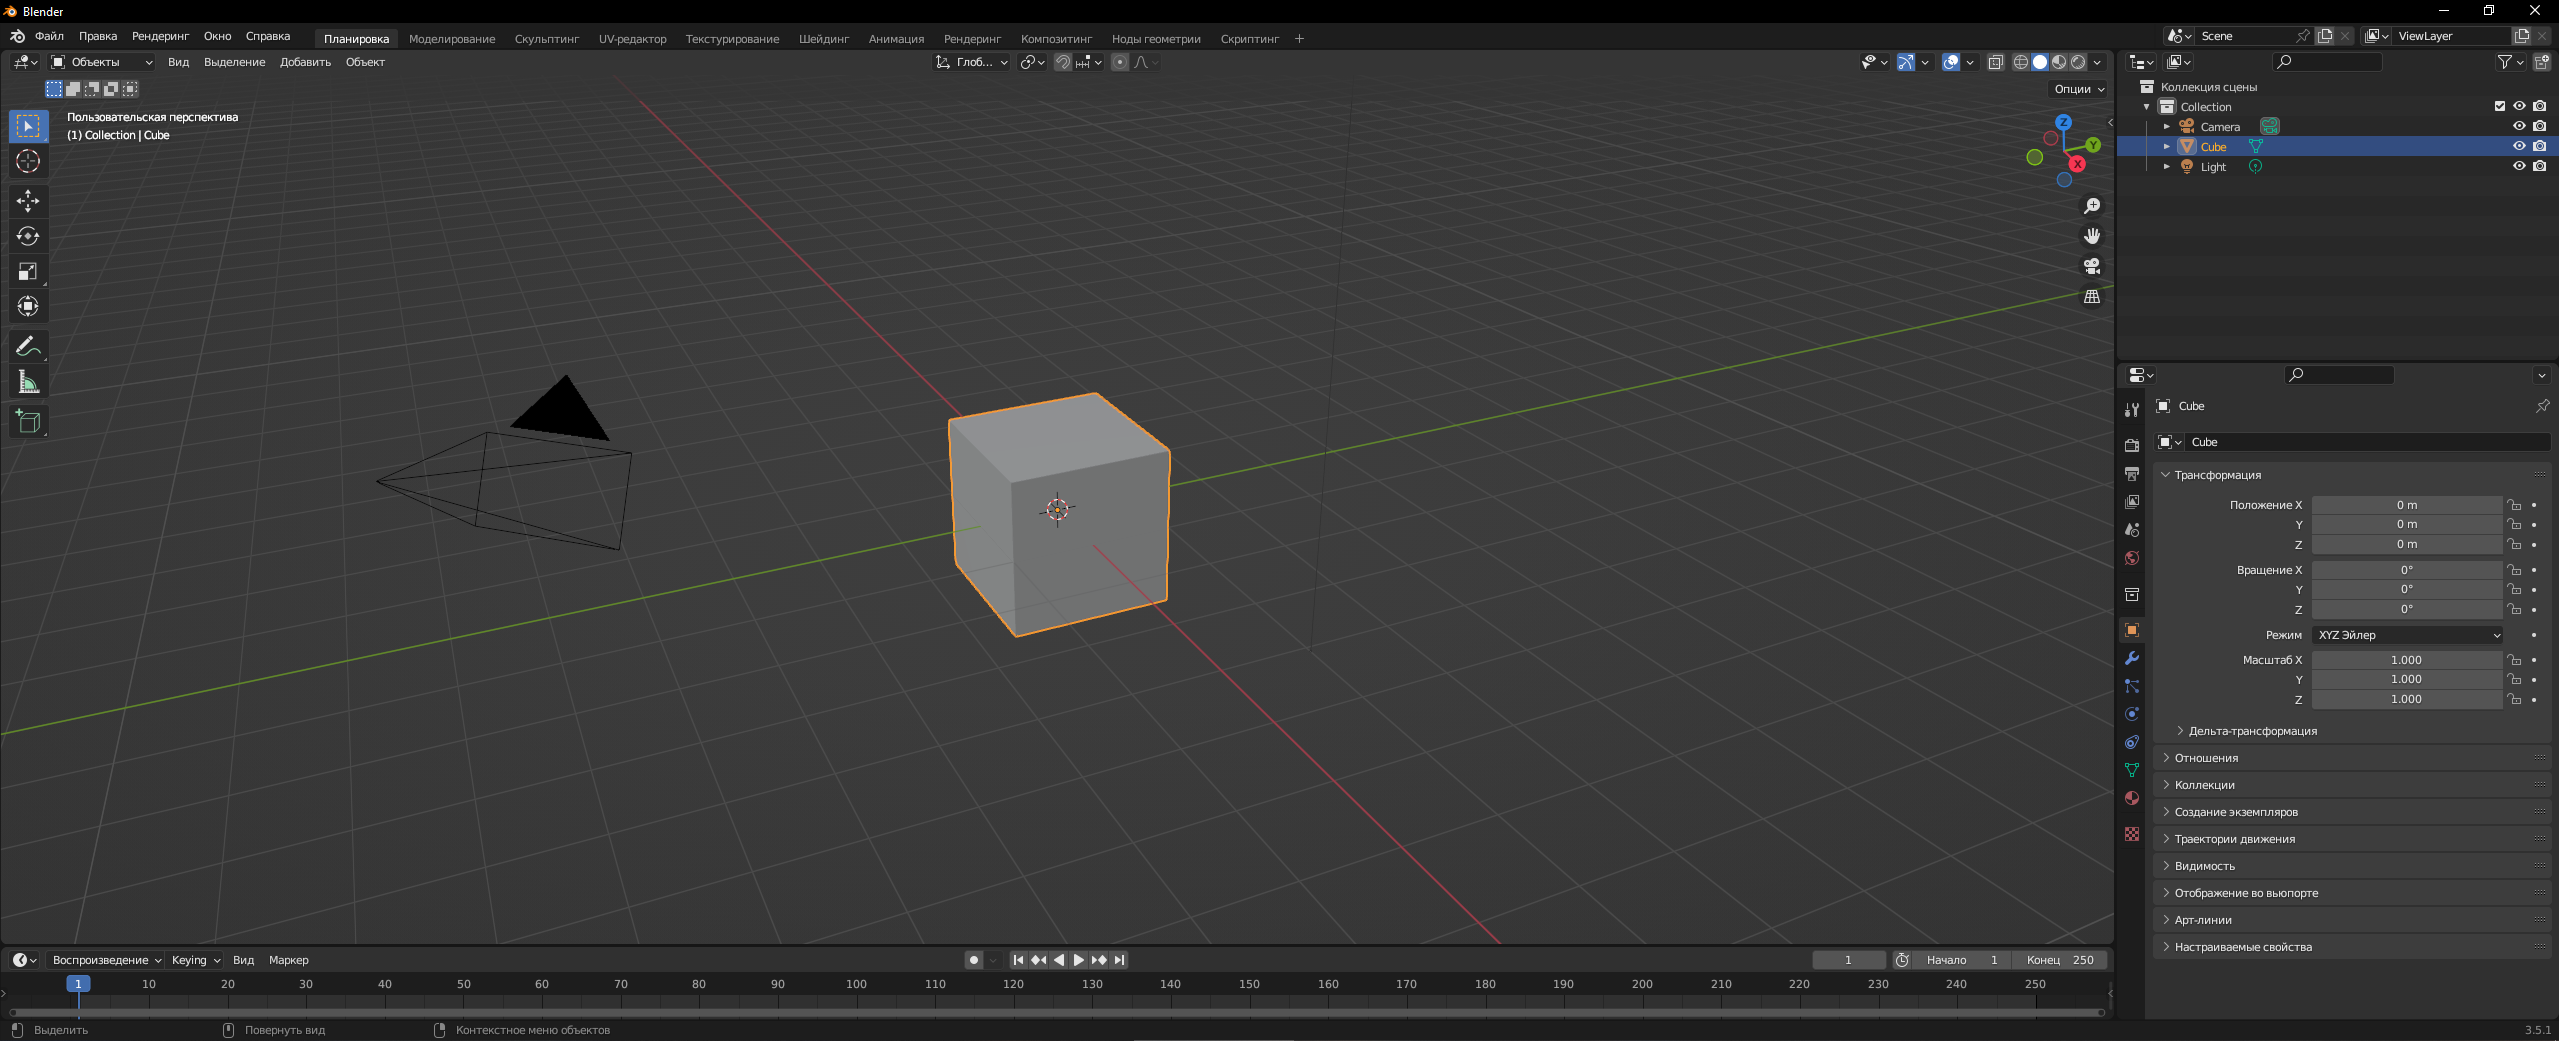 Blender
Файл Правка Рендеринг Окно Справка Планировка Моделирование Скульптинг UV-редактор Текстурирование Шейдинг Анимация Рендеринг Композитинг Ноды геометрии Скриптинг + Scene ViewLayer
Объекты Вид Выделение Добавить Объект Глоб...
Опции
Пользовательская перспектива
(1) Collection | Cube
Z
Y
X
Коллекция сцены
Collection
Camera
Cube
Light
Cube
Cube
Трансформация
Положение X 0 m
Y 0 m
Z 0 m
Вращение X 0°
Y 0°
Z 0°
Режим XYZ Эйлер
Масштаб X 1.000
Y 1.000
Z 1.000
Дельта-трансформация
Отношения
Коллекции
Создание экземпляров
Траектории движения
Видимость
Отображение во вьюпорте
Арт-линии
Настраиваемые свойства
Воспроизведение Keying Вид Маркер 1 Начало 1 Конец 250
1 10 20 30 40 50 60 70 80 90 100 110 120 130 140 150 160 170 180 190 200 210 220 230 240 250
Выделить Повернуть вид Контекстное меню объектов 3.5.1